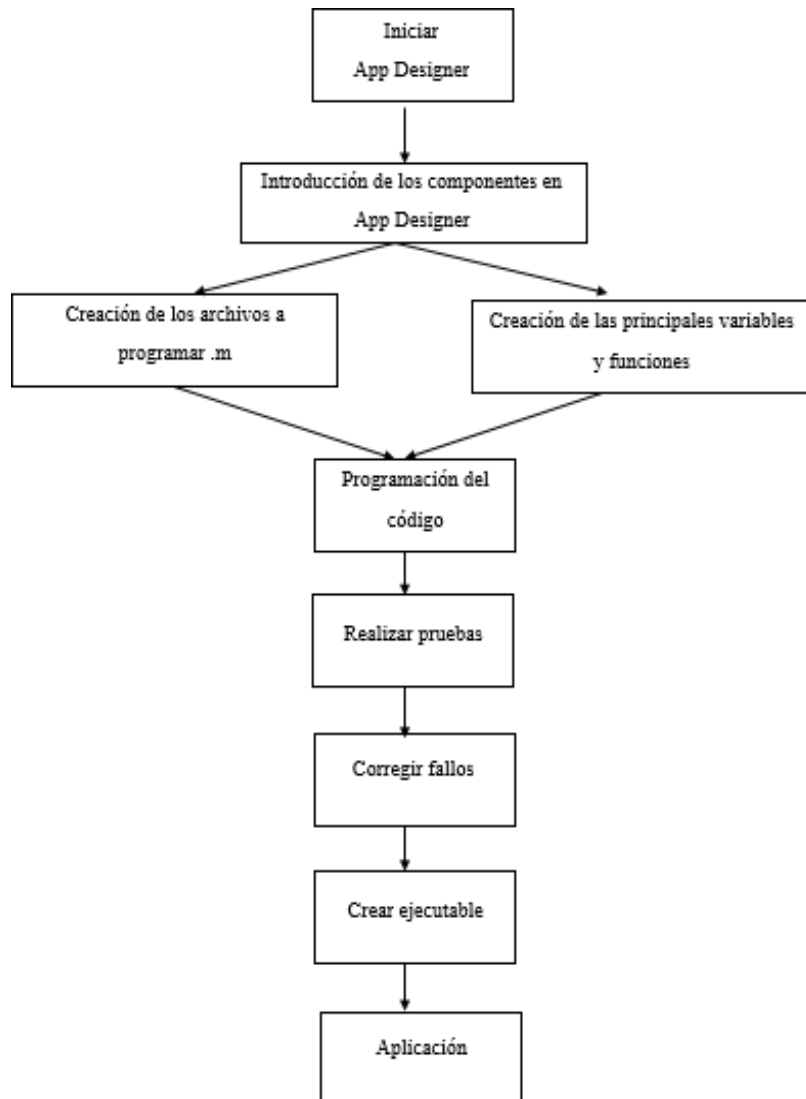 Iniciar
App Designer
Introducción de los componentes en
App Designer
Creación de los archivos a
programar .m
Creación de las principales variables
y funciones
Programación del
código
Realizar pruebas
Corregir fallos
Crear ejecutable
Aplicación